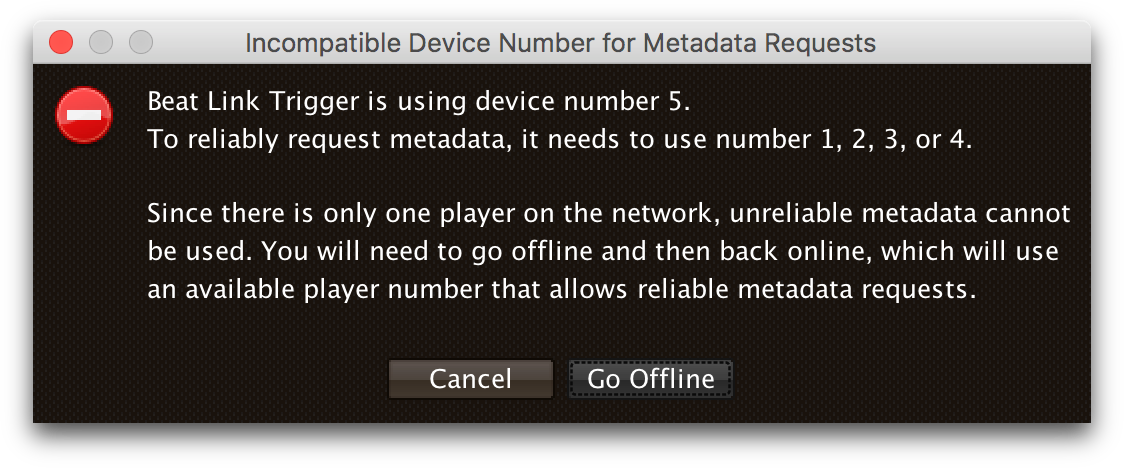 Incompatible Device Number for Metadata Requests
Beat Link Trigger is using device number 5.
To reliably request metadata, it needs to use number 1, 2, 3, or 4.
Since there is only one player on the network, unreliable metadata cannot
be used. You will need to go offline and then back online, which will use
an available player number that allows reliable metadata requests.
Cancel
Go Offline